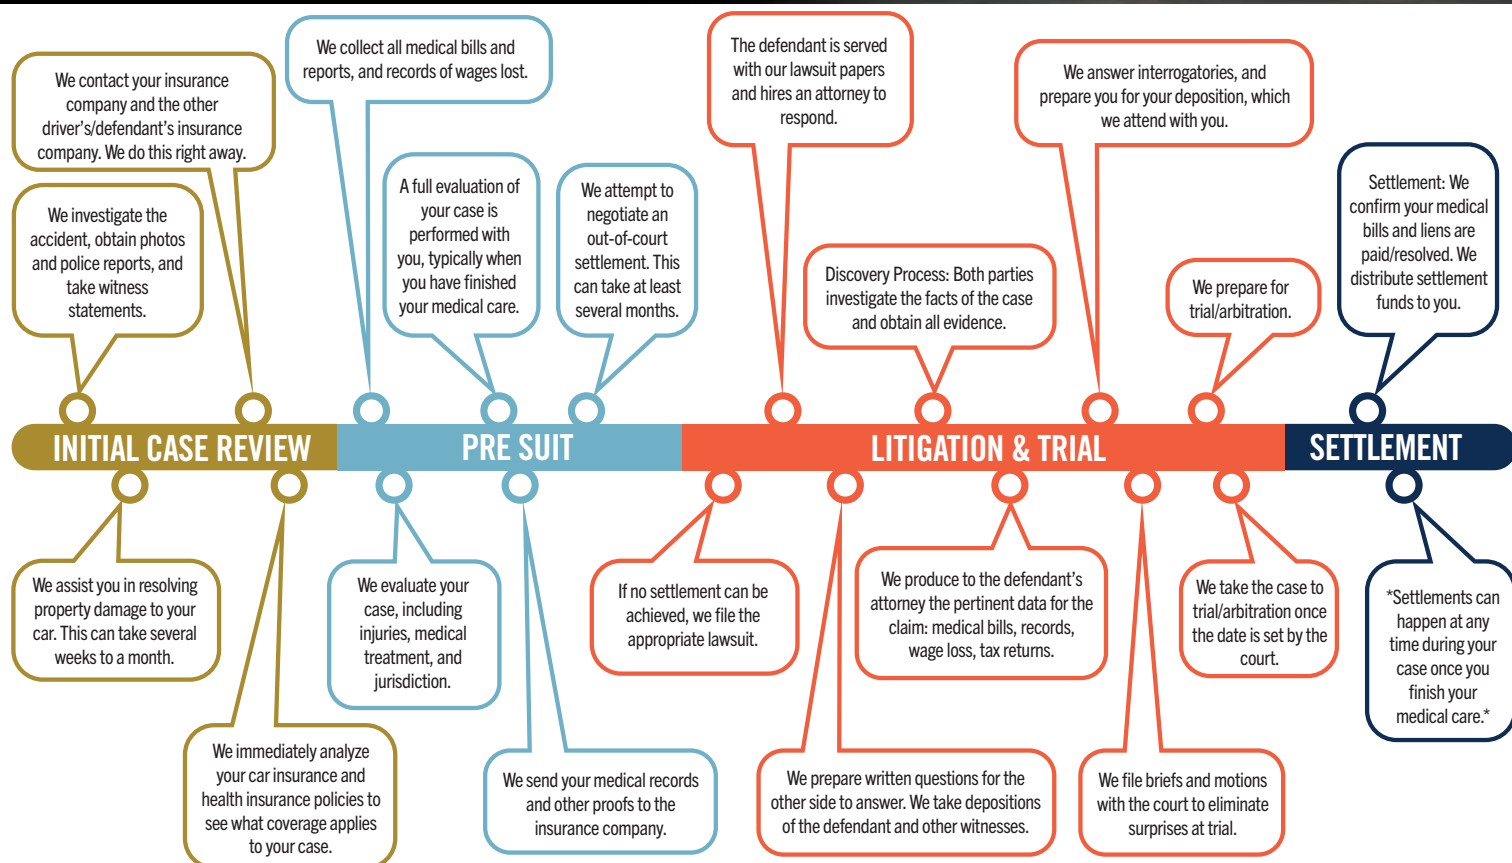 We contact your insurance
company and the other
driver's/defendant's insurance
company. We do this right away.
We investigate the
accident, obtain photos
and police reports, and
take witness
statements.
We collect all medical bills and
reports, and records of wages lost.
A full evaluation of
your case is
performed with
you, typically when
you have finished
your medical care.
We attempt to
negotiate an
out-of-court
settlement. This
can take at least
several months.
The defendant is served
with our lawsuit papers
and hires an attorney to
respond.
Discovery Process: Both parties
investigate the facts of the case
and obtain all evidence.
We answer interrogatories, and
prepare you for your deposition, which
we attend with you.
We prepare for
trial/arbitration.
Settlement: We
confirm your medical
bills and liens are
paid/resolved. We
distribute settlement
funds to you.
INITIAL CASE REVIEW
PRE SUIT
LITIGATION & TRIAL
SETTLEMENT
We assist you in resolving
property damage to your
car. This can take several
weeks to a month.
We immediately analyze
your car insurance and
health insurance policies to
see what coverage applies
to your case.
We evaluate your
case, including
injuries, medical
treatment, and
jurisdiction.
We send your medical records
and other proofs to the
insurance company.
If no settlement can be
achieved, we file the
appropriate lawsuit.
We prepare written questions for the
other side to answer. We take depositions
of the defendant and other witnesses.
We produce to the defendant's
attorney the pertinent data for the
claim: medical bills, records,
wage loss, tax returns.
We file briefs and motions
with the court to eliminate
surprises at trial.
We take the case to
trial/arbitration once
the date is set by the
court.
*Settlements can
happen at any
time during your
case once you
finish your
medical care.*